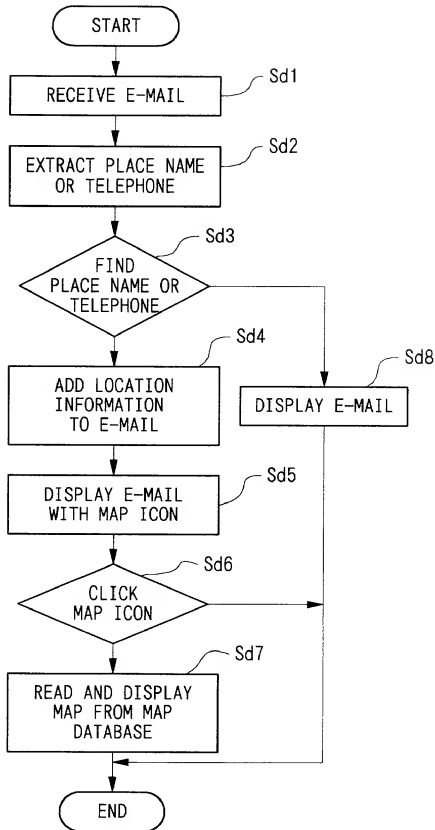 START
Sd1
RECEIVE E-MAIL
Sd2
EXTRACT PLACE NAME
OR TELEPHONE
Sd3
FIND
PLACE NAME OR
TELEPHONE
Sd4
ADD LOCATION
INFORMATION
TO E-MAIL
Sd8
DISPLAY E-MAIL
Sd5
DISPLAY E-MAIL
WITH MAP ICON
Sd6
CLICK
MAP ICON
Sd7
READ AND DISPLAY
MAP FROM MAP
DATABASE
END